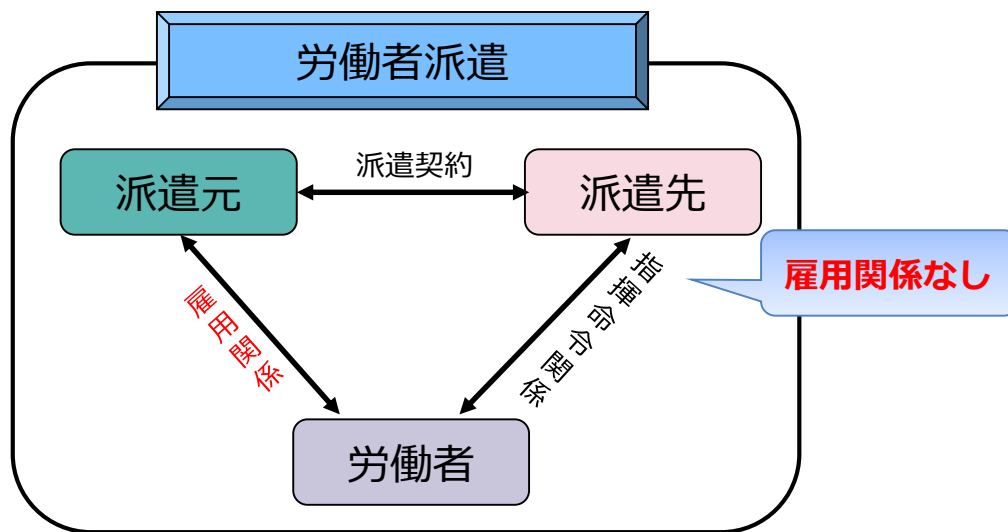 労働者派遣
派遣契約
派遣元
派遣先
雇用関係なし
雇用関係
指揮命令関係
労働者